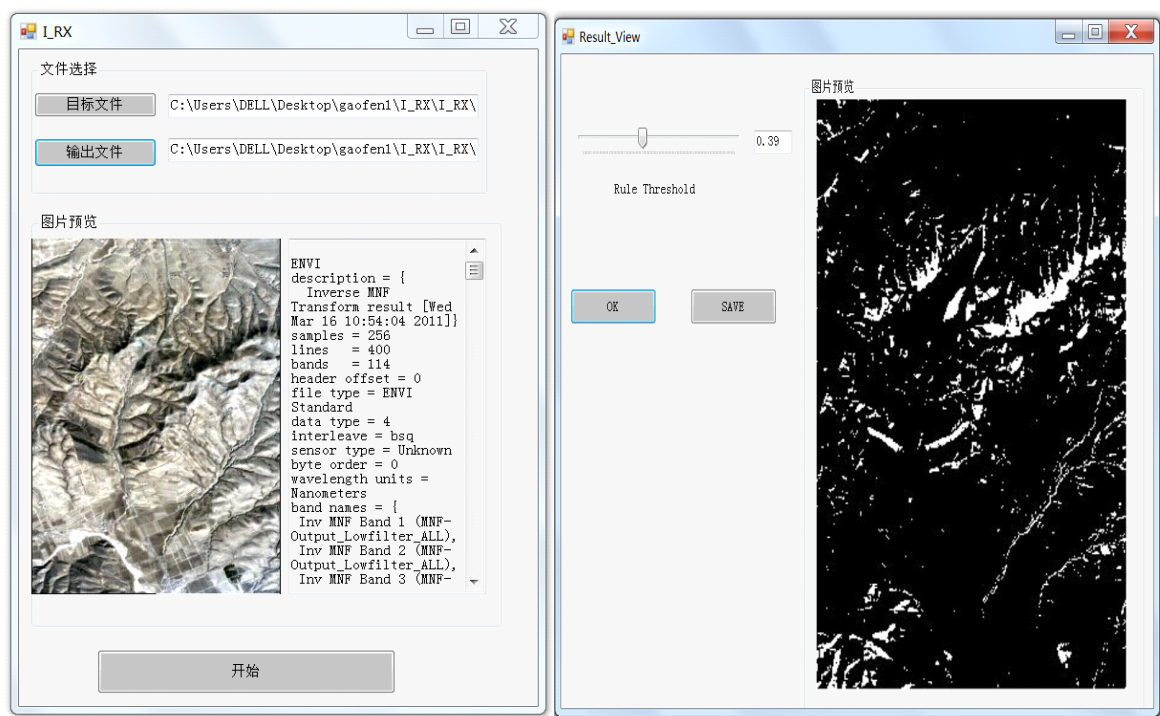 I_RX
文件选择
目标文件
C:\Users\DELL\Desktop\gaofen1\I_RX\I_RX\
输出文件
C:\Users\DELL\Desktop\gaofen1\I_RX\I_RX\
图片预览
ENVI
description = {
Inverse MNF
Transform result [Wed
Mar 16 10:54:04 2011]}
samples = 256
lines = 400
bands = 114
header offset = 0
file type = ENVI
Standard
data type = 4
interleave = bsq
sensor type = Unknown
byte order = 0
wavelength units =
Nanometers
band names = {
Inv MNF Band 1 (MNF-
Output_Lowfilter_ALL),
Inv MNF Band 2 (MNF-
Output_Lowfilter_ALL),
Inv MNF Band 3 (MNF-
开始
Result_View
图片预览
0.39
Rule Threshold
OK
SAVE